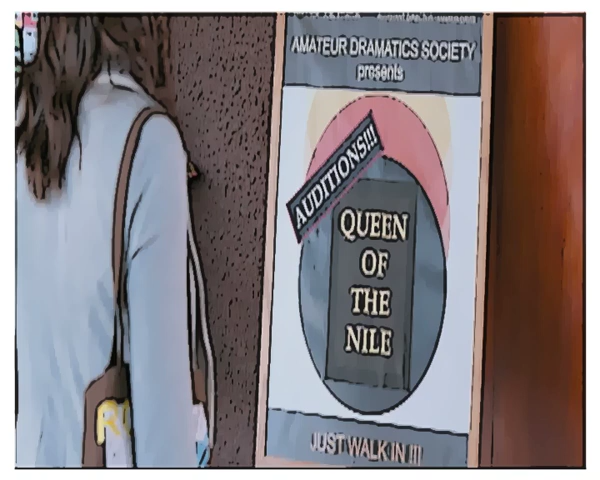 AMATEUR DRAMATICS SOCIETY
presents
AUDITIONS!!!
QUEEN
OF
THE
NILE
JUST WALK IN !!!